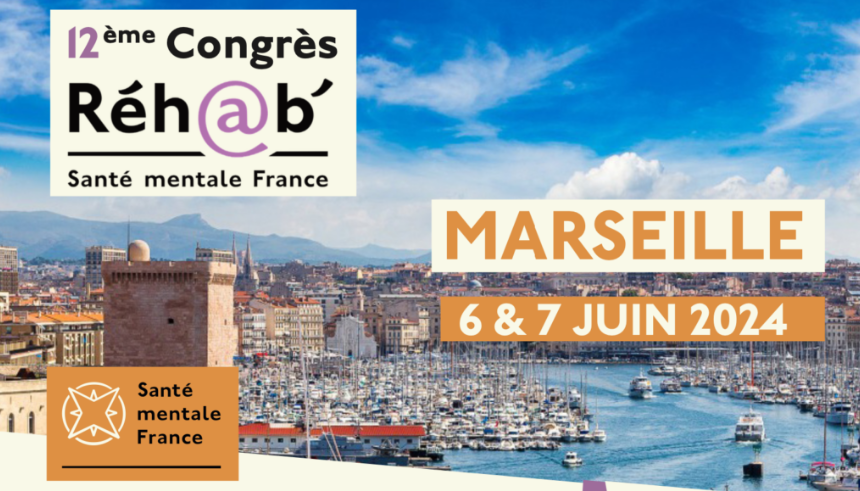 12ème Congrès
Réh@b'
Santé mentale France
MARSEILLE
6 & 7 JUIN 2024
Santé
mentale
France